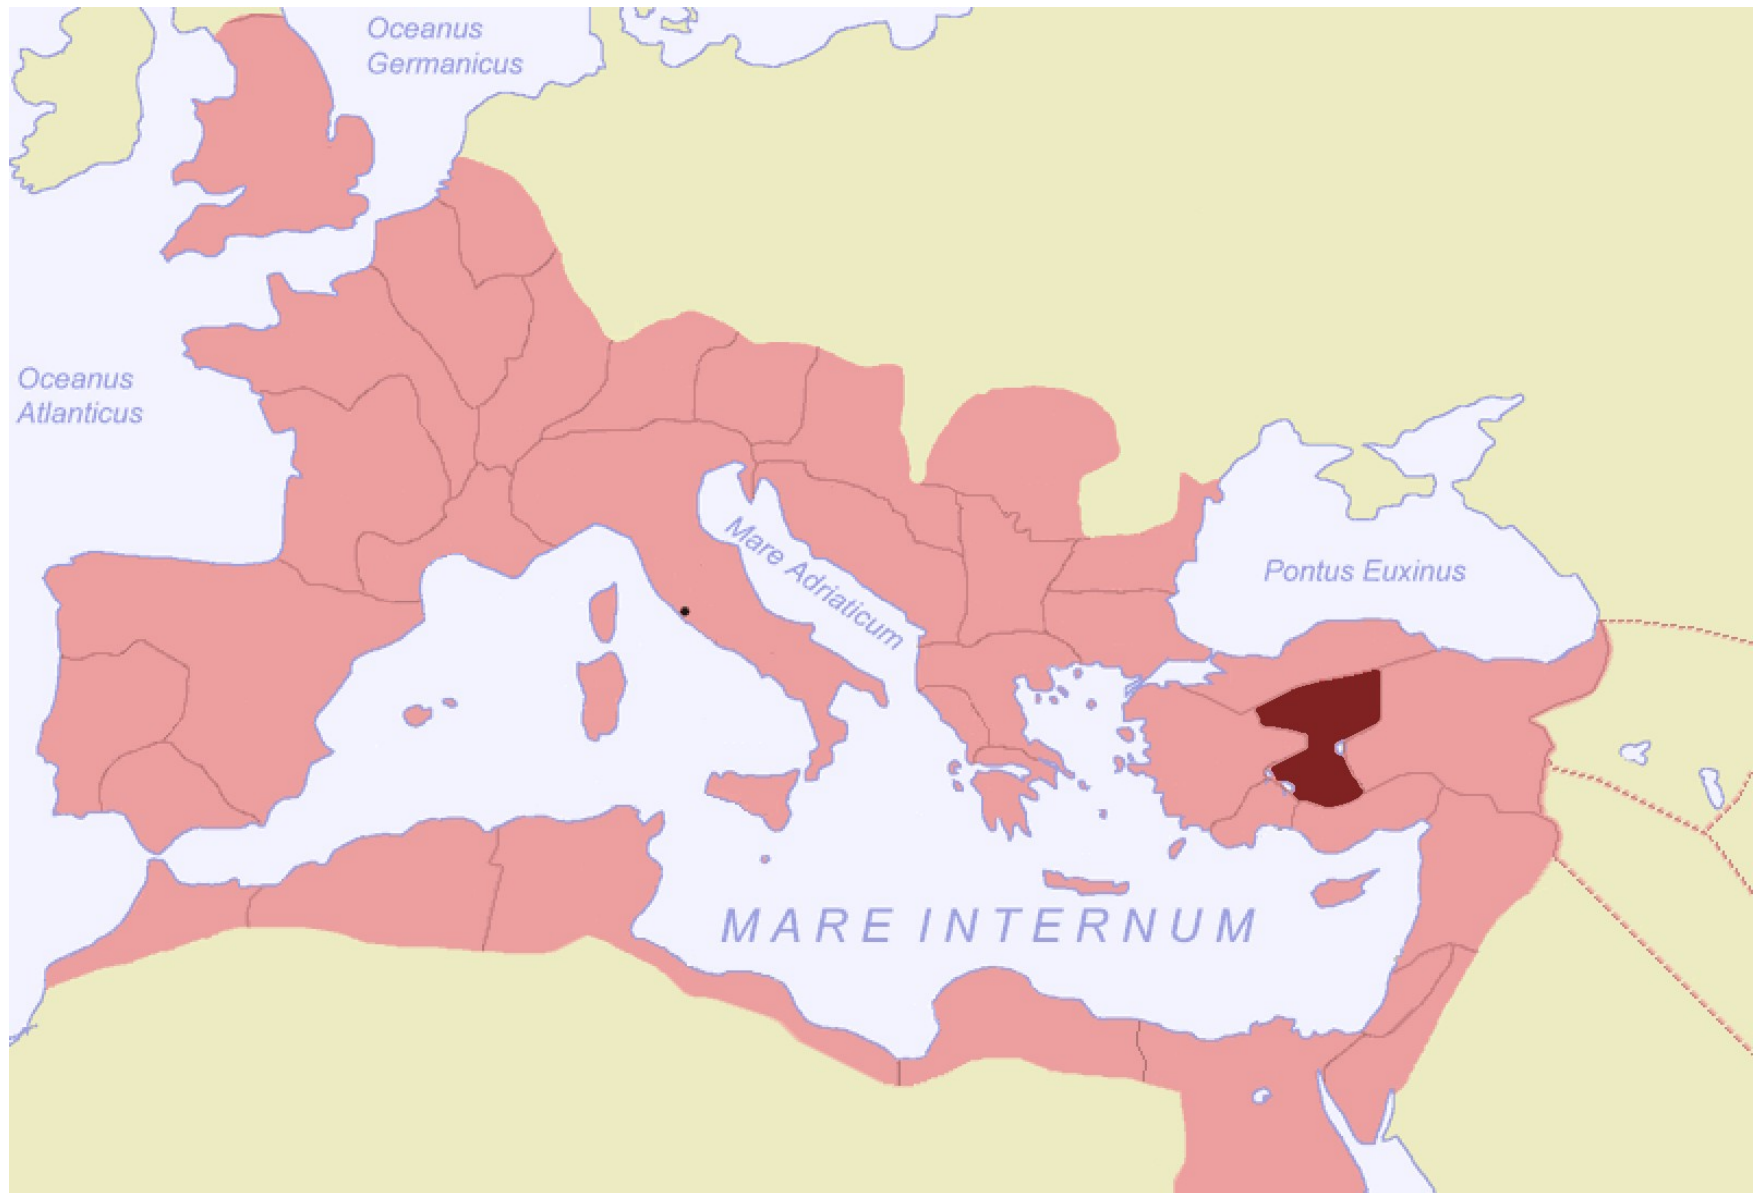 Oceanus
Germanicus
Oceanus
Atlanticus
Mare Adriaticum
Pontus Euxinus
MARE INTERNUM